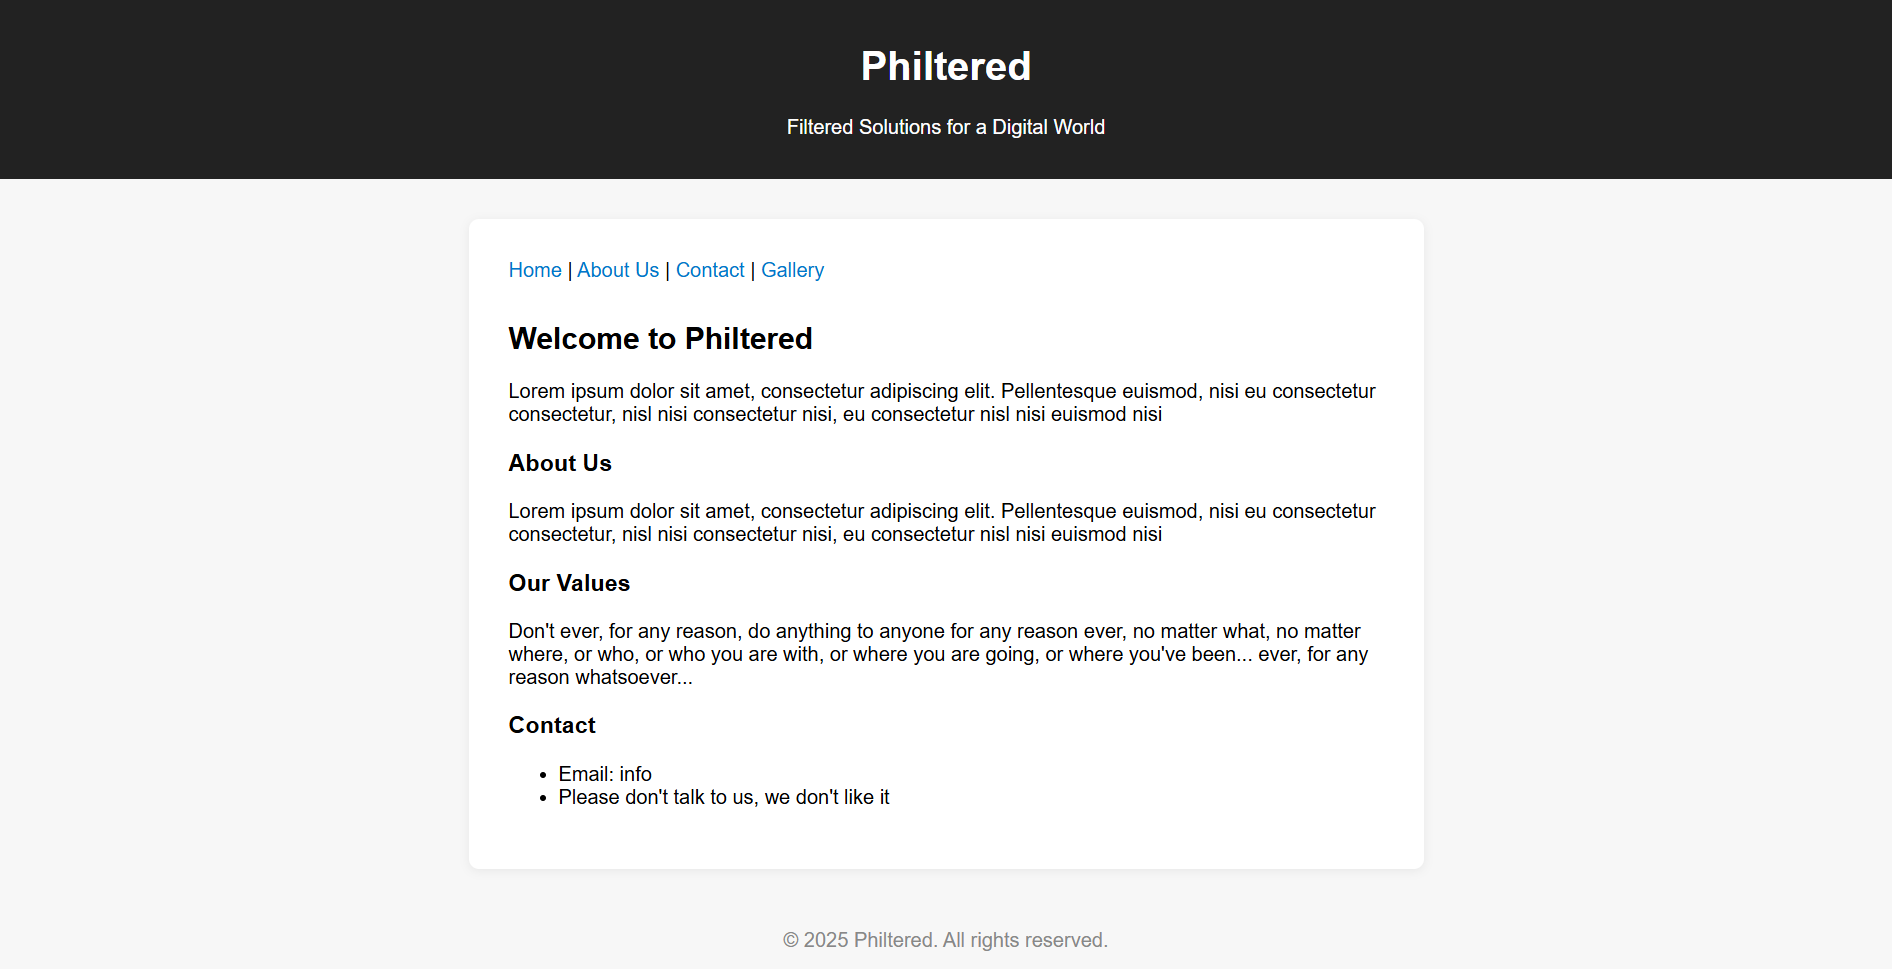 Philtered
Filtered Solutions for a Digital World
Home | About Us | Contact | Gallery
Welcome to Philtered
Lorem ipsum dolor sit amet, consectetur adipiscing elit. Pellentesque euismod, nisi eu consectetur
consectetur, nisl nisi consectetur nisi, eu consectetur nisl nisi euismod nisi
About Us
Lorem ipsum dolor sit amet, consectetur adipiscing elit. Pellentesque euismod, nisi eu consectetur
consectetur, nisl nisi consectetur nisi, eu consectetur nisl nisi euismod nisi
Our Values
Don't ever, for any reason, do anything to anyone for any reason ever, no matter what, no matter
where, or who, or who you are with, or where you are going, or where you've been... ever, for any
reason whatsoever...
Contact
• Email: info
• Please don't talk to us, we don't like it
© 2025 Philtered. All rights reserved.